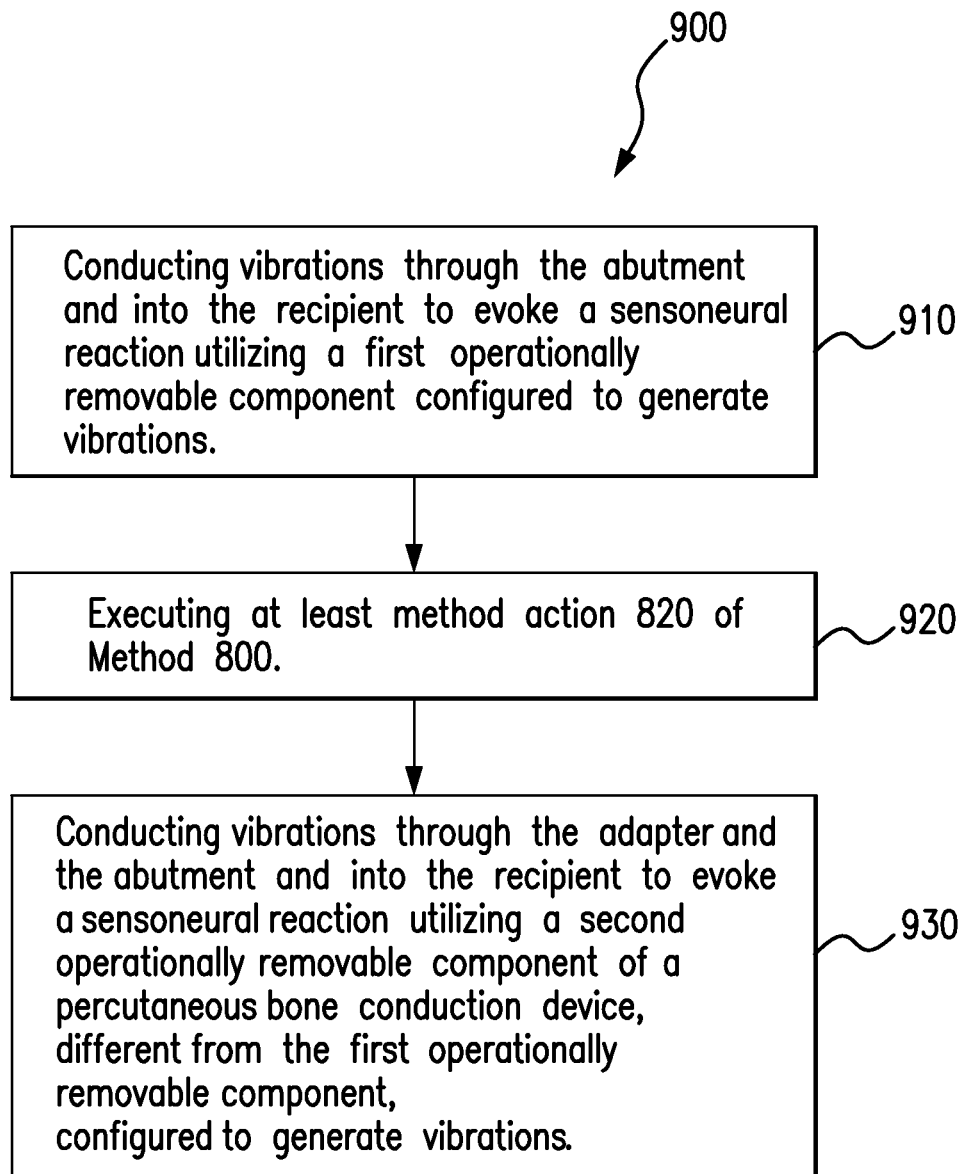 900
Conducting vibrations through the abutment
and into the recipient to evoke a sensoneural
reaction utilizing a first operationally
removable component configured to generate
vibrations.
910
Executing at least method action 820 of
Method 800.
920
Conducting vibrations through the adapter and
the abutment and into the recipient to evoke
a sensoneural reaction utilizing a second
operationally removable component of a
percutaneous bone conduction device,
different from the first operationally
removable component,
configured to generate vibrations.
930